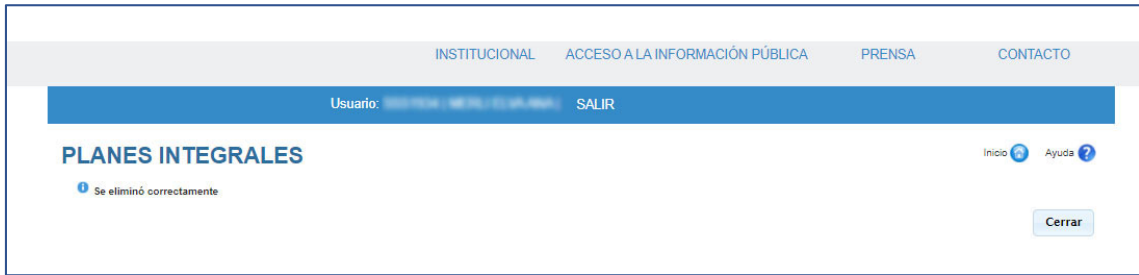 INSTITUCIONAL ACCESO A LA INFORMACIÓN PÚBLICA PRENSA CONTACTO
Usuario: SALIR
PLANES INTEGRALES
Inicio Ayuda ?
Se eliminó correctamente
Cerrar